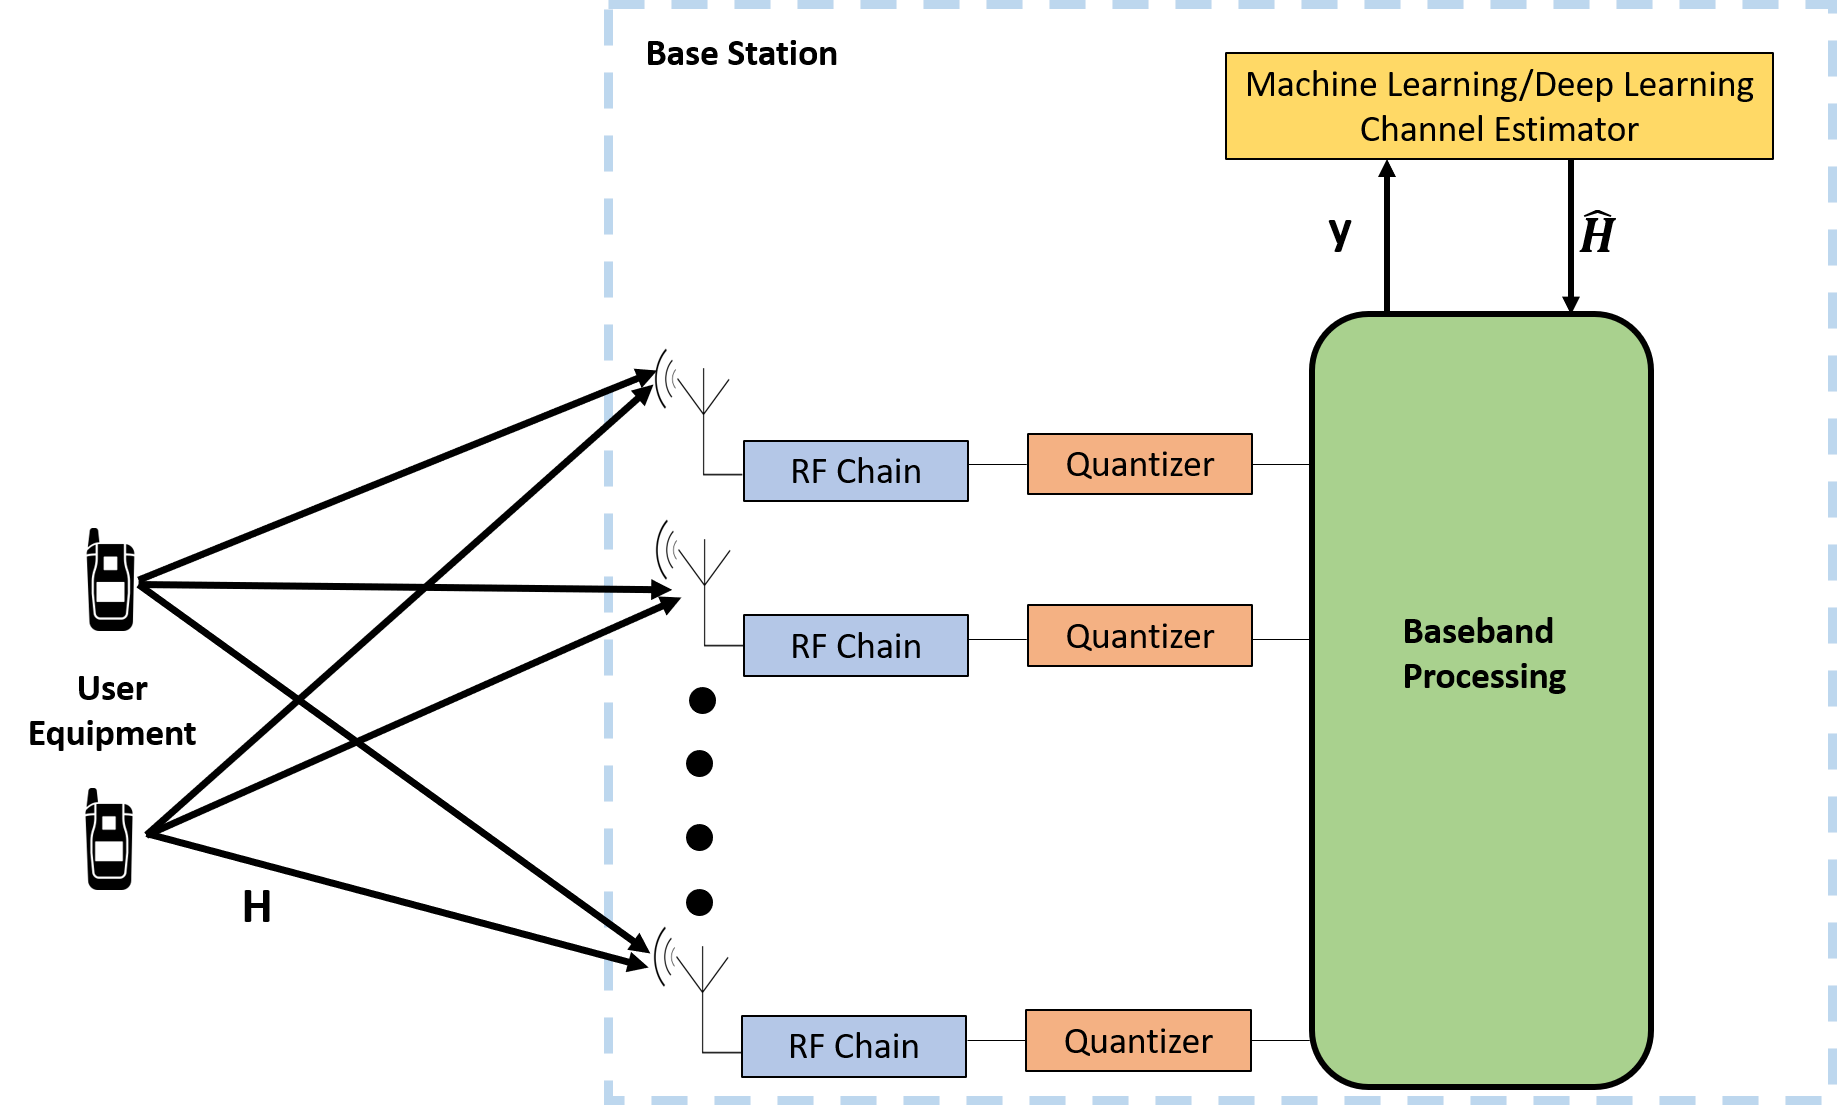 Base Station
Machine Learning/Deep Learning
Channel Estimator
y
Ĥ
RF Chain
Quantizer
RF Chain
Quantizer
Baseband
Processing
User
Equipment
H
RF Chain
Quantizer